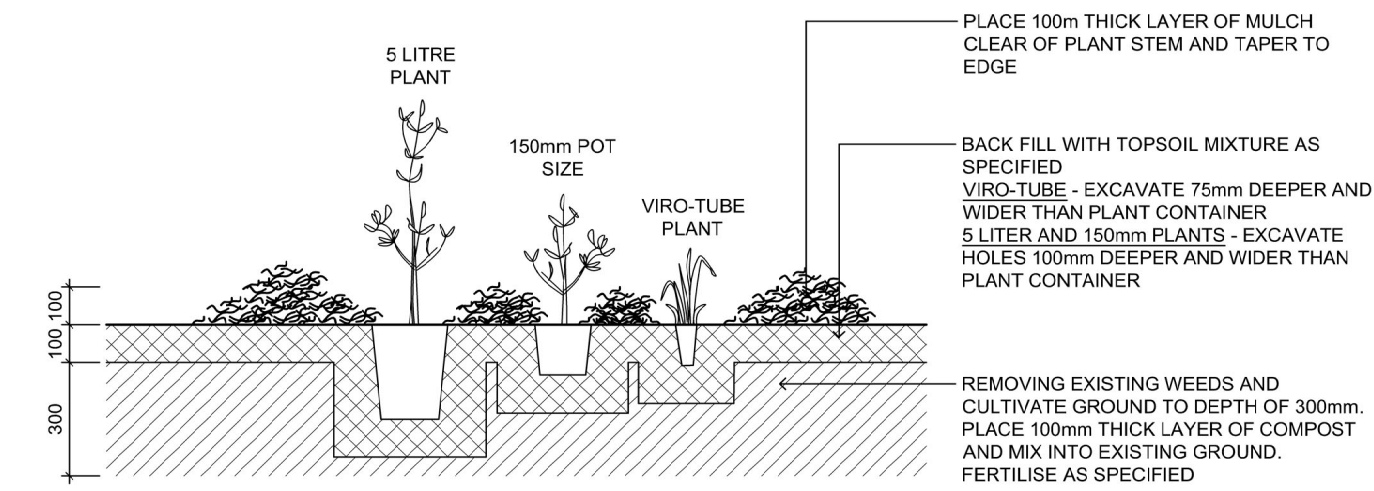 5 LITRE
PLANT
150mm POT
SIZE
VIRO-TUBE
PLANT
100
100
300
PLACE 100m THICK LAYER OF MULCH
CLEAR OF PLANT STEM AND TAPER TO
EDGE
BACK FILL WITH TOPSOIL MIXTURE AS
SPECIFIED
VIRO-TUBE - EXCAVATE 75mm DEEPER AND
WIDER THAN PLANT CONTAINER
5 LITER AND 150mm PLANTS - EXCAVATE
HOLES 100mm DEEPER AND WIDER THAN
PLANT CONTAINER
REMOVING EXISTING WEEDS AND
CULTIVATE GROUND TO DEPTH OF 300mm.
PLACE 100mm THICK LAYER OF COMPOST
AND MIX INTO EXISTING GROUND.
FERTILISE AS SPECIFIED